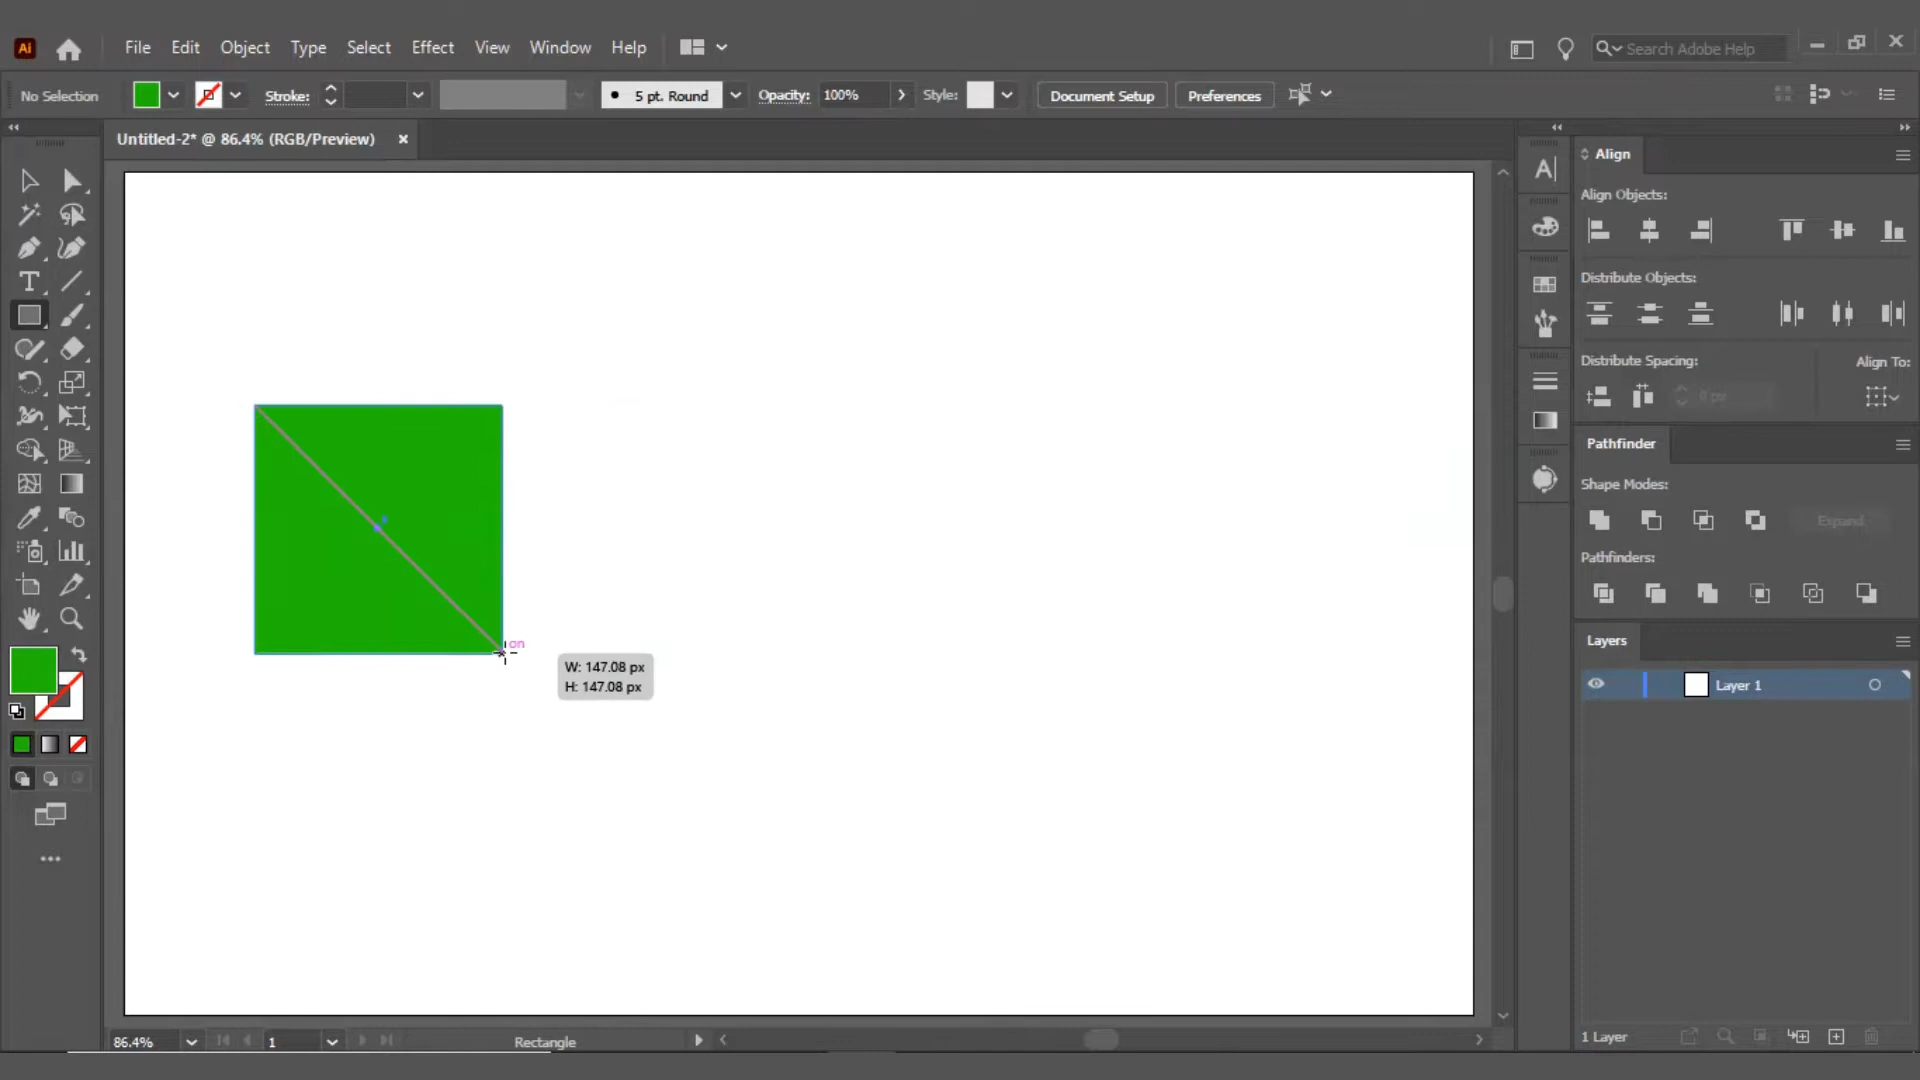 Ai File Edit Object Type Select Effect View Window Help Search Adobe Help
No Selection Stroke: 5 pt. Round Opacity: 100% Style: Document Setup Preferences
Untitled-2* @ 86.4% (RGB/Preview)
Align
Align Objects:
Distribute Objects:
Distribute Spacing: Align To:
0 px
Pathfinder
Shape Modes:
Expand
Pathfinders:
Layers
Layer 1
on
W: 147.08 px
H: 147.08 px
86.4% 1 Rectangle
1 Layer